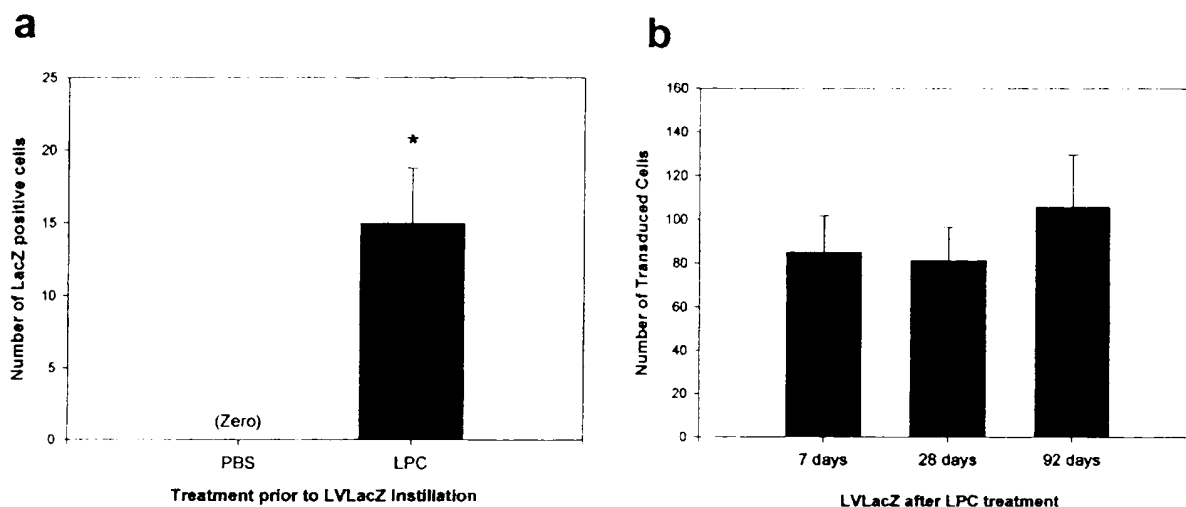 a
25
20
15
10
5
0
Number of LacZ positive cells
*
(Zero)
PBS LPC
Treatment prior to LVLacZ Instillation
b
160
140
120
100
80
60
40
20
0
Number of Transduced Cells
7 days 28 days 92 days
LVLacZ after LPC treatment